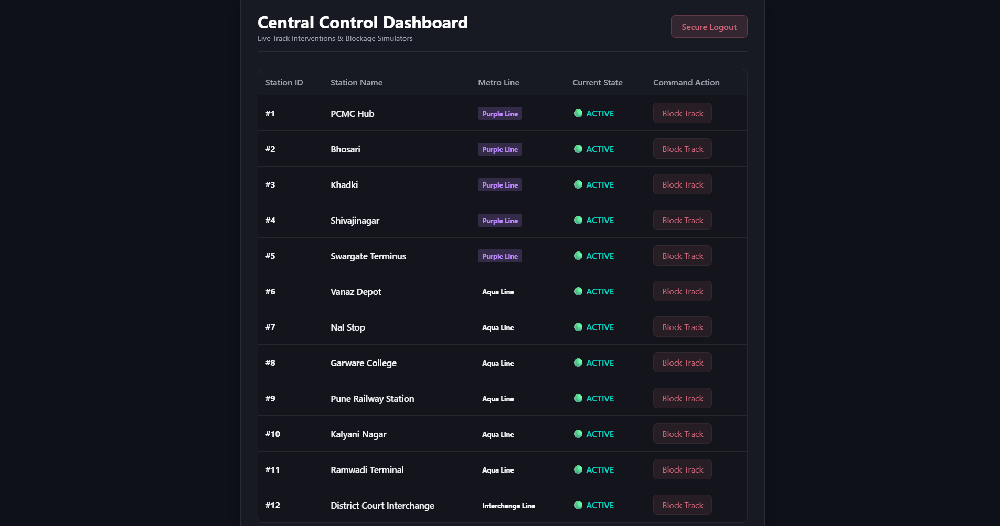 Central Control Dashboard
Secure Logout
Live Track Interventions & Blockage Simulators
Station ID Station Name Metro Line Current State Command Action
#1 PCMC Hub Purple Line ACTIVE Block Track
#2 Bhosari Purple Line ACTIVE Block Track
#3 Khadki Purple Line ACTIVE Block Track
#4 Shivajinagar Purple Line ACTIVE Block Track
#5 Swargate Terminus Purple Line ACTIVE Block Track
#6 Vanaz Depot Aqua Line ACTIVE Block Track
#7 Nal Stop Aqua Line ACTIVE Block Track
#8 Garware College Aqua Line ACTIVE Block Track
#9 Pune Railway Station Aqua Line ACTIVE Block Track
#10 Kalyani Nagar Aqua Line ACTIVE Block Track
#11 Ramwadi Terminal Aqua Line ACTIVE Block Track
#12 District Court Interchange Interchange Line ACTIVE Block Track